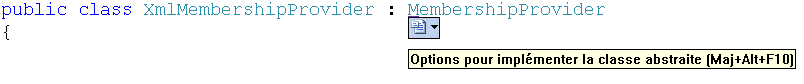 public class XmlMembershipProvider : MembershipProvider
{
Options pour implémenter la classe abstraite (Maj+Alt+F10)